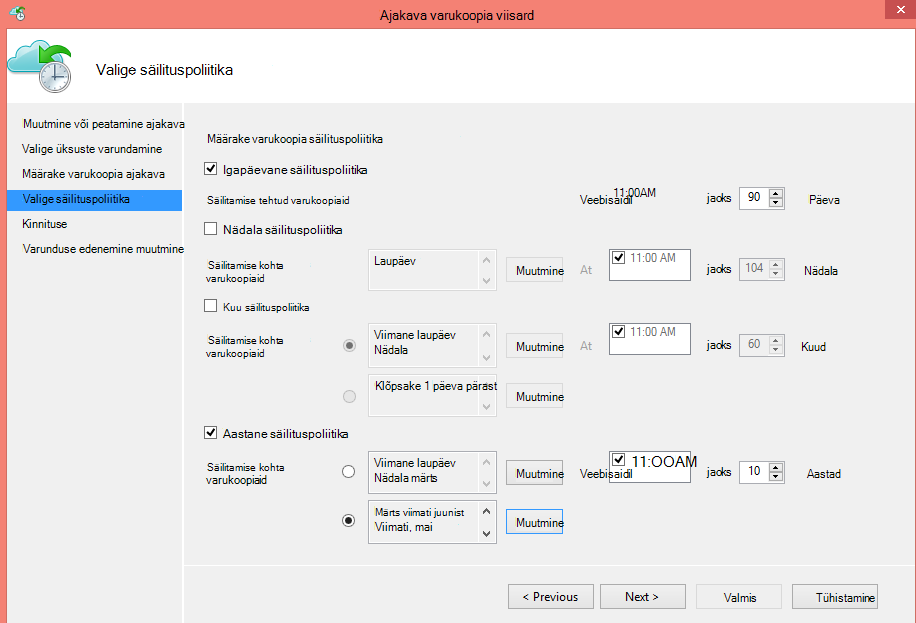 Ajakava varukoopia viisard
Valige säilituspoliitika
Muutmine või peatamine ajakava
Valige üksuste varundamine
Määrake varukoopia ajakava
Valige säilituspoliitika
Kinnituse
Varunduse edenemine muutmine
Määrake varukoopia säilituspoliitika
Igapäevane säilituspoliitika
Säilitamise tehtud varukoopiaid
Veebisaidil
11:00AM
jaoks
90
Päeva
Nädala säilituspoliitika
Säilitamise kohta
varukoopiaid
Laupäev
Muutmine
At
11:00 AM
jaoks
104
Nädala
Kuu säilituspoliitika
Säilitamise kohta
varukoopiaid
Viimane laupäev
Nädala
Muutmine
At
11:00 AM
jaoks
60
Kuud
Klõpsake 1 päeva pärast
Muutmine
Aastane säilituspoliitika
Säilitamise kohta
varukoopiaid
Viimane laupäev
Nädala märts
Muutmine
Veebisaidil
11:OOAM
jaoks
10
Aastad
Märts viimati juunist
Viimati, mai
Muutmine
< Previous
Next >
Valmis
Tühistamine